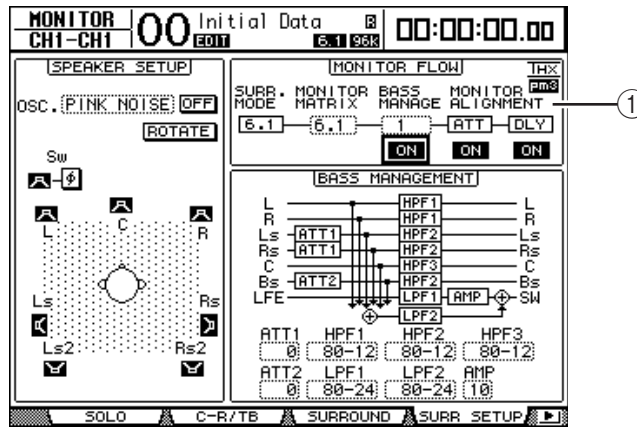 MONITOR
CH1-CH1
00
Initial Data
EDIT
6.1 96k
00:00:00.00
SPEAKER SETUP
OSC. PINK NOISE OFF
ROTATE
Sw
L C R
Ls Rs
Ls2 Rs2
MONITOR FLOW
THX
pm3
SURR. MODE MONITOR MATRIX BASS MANAGE MONITOR ALIGNMENT
6.1 6.1 1 ATT DLY
ON ON ON
1
BASS MANAGEMENT
L HPF1 L
R HPF1 R
Ls ATT1 HPF2 Ls
Rs ATT1 HPF2 Rs
C HPF3 C
Bs ATT2 HPF2 Bs
LFE LPF1 AMP SW
LPF2
ATT1 HPF1 HPF2 HPF3
0 80-12 80-12 80-12
ATT2 LPF1 LPF2 AMP
0 80-24 80-24 10
SOLO C-R/TB SURROUND SURR SETUP